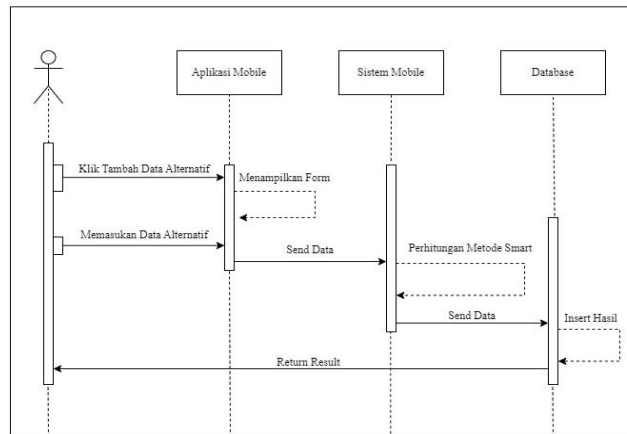 Aplikasi Mobile
Sistem Mobile
Database
Klik Tambah Data Alternatif
Menampilkan Form
Memasukan Data Alternatif
Send Data
Perhitungan Metode Smart
Send Data
Insert Hasil
Return Result